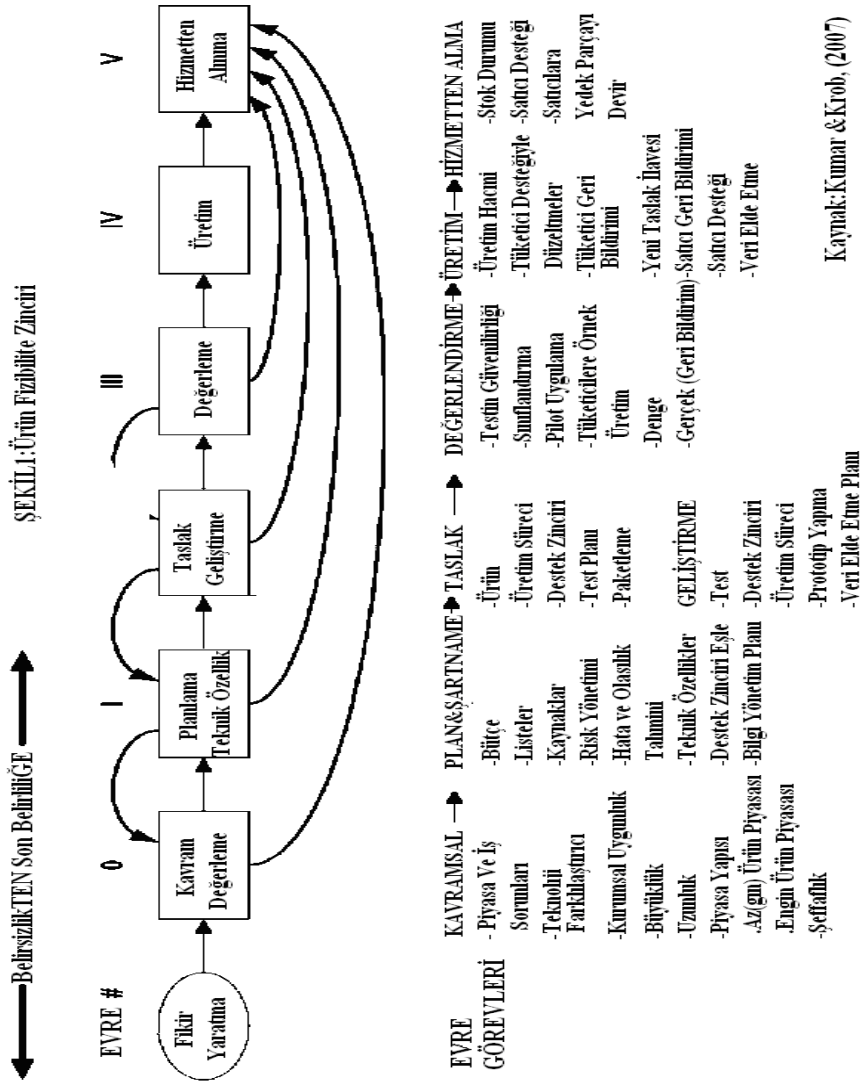 ŞEKİL1:Ürün Fizibilite Zinciri
BelirsizlikTEN Son BelirliliĞE
EVRE # 0 I III IV V
Fikir
Yaratma
Kavram
Değerleme
Planlama
Teknik Özellik
Taslak
Geliştirme
Değerleme
Üretim
Hizmetten
Alınma
EVRE
GÖREVLERİ
KAVRAMSAL
- Piyasa Ve İş
Sorunları
-Teknoloji
Farklılaştırıcı
-Kurumsal Uygunluk
-Büyüklük
-Uzunluk
-Piyasa Yapısı
.Az(gın) Ürün Piyasası
.Engin Ürün Piyasası
-Şeffaflık
PLAN&ŞARTNAME
-Bütçe
-Listeler
-Kaynaklar
-Risk Yönetimi
-Hata ve Olasılık
Tahmini
-Teknik Özellikler
-Destek Zinciri Eşle
-Bilgi Yönetim Planı
TASLAK
-Ürün
-Üretim Süreci
-Destek Zinciri
-Test Planı
-Paketleme
GELİŞTİRME
-Test
-Destek Zinciri
-Üretim Süreci
-Prototip Yapma
-Veri Elde Etme Planı
DEĞERLENDİRME
-Testin Güvenilirliği
-Sınıflandırma
-Pilot Uygulama
-Tüketicilere Örnek
Üretim
-Denge
-Gerçek (Geri Bildirim)
ÜRETİM
-Üretim Hacmi
-Tüketici Desteğiyle
Düzeltmeler
-Tüketici Geri
Bildirimi
-Yeni Taslak İlavesi
-Satıcı Geri Bildirimi
-Satıcı Desteği
-Veri Elde Etme
HİZMETTEN ALMA
-Stok Durumu
-Satıcı Desteği
-Satıcılara
Yedek Parçayı
Devir
Kaynak:Kumar &Krob, (2007)